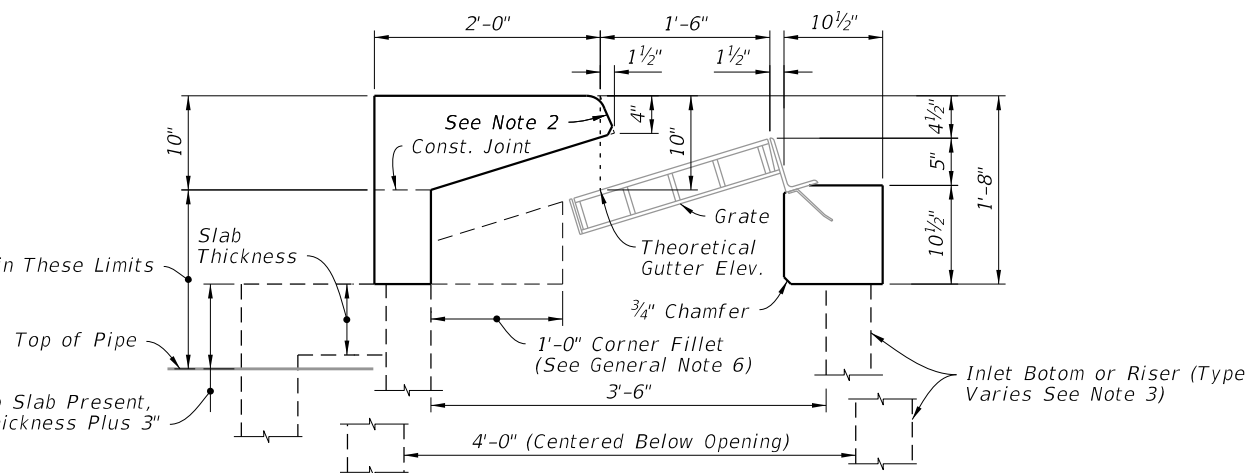 2'-0"
1'-6"
10½"
1½"
1½"
See Note 2
Const. Joint
10"
4"
10"
4½"
5"
1'-8"
10½"
Grate
Theoretical
Gutter Elev.
Slab
Thickness
in These Limits
¾" Chamfer
Top of Pipe
1'-0" Corner Fillet
(See General Note 6)
3'-6"
Inlet Botom or Riser (Type
Varies See Note 3)
Slab Present,
ickness Plus 3"
4'-0" (Centered Below Opening)